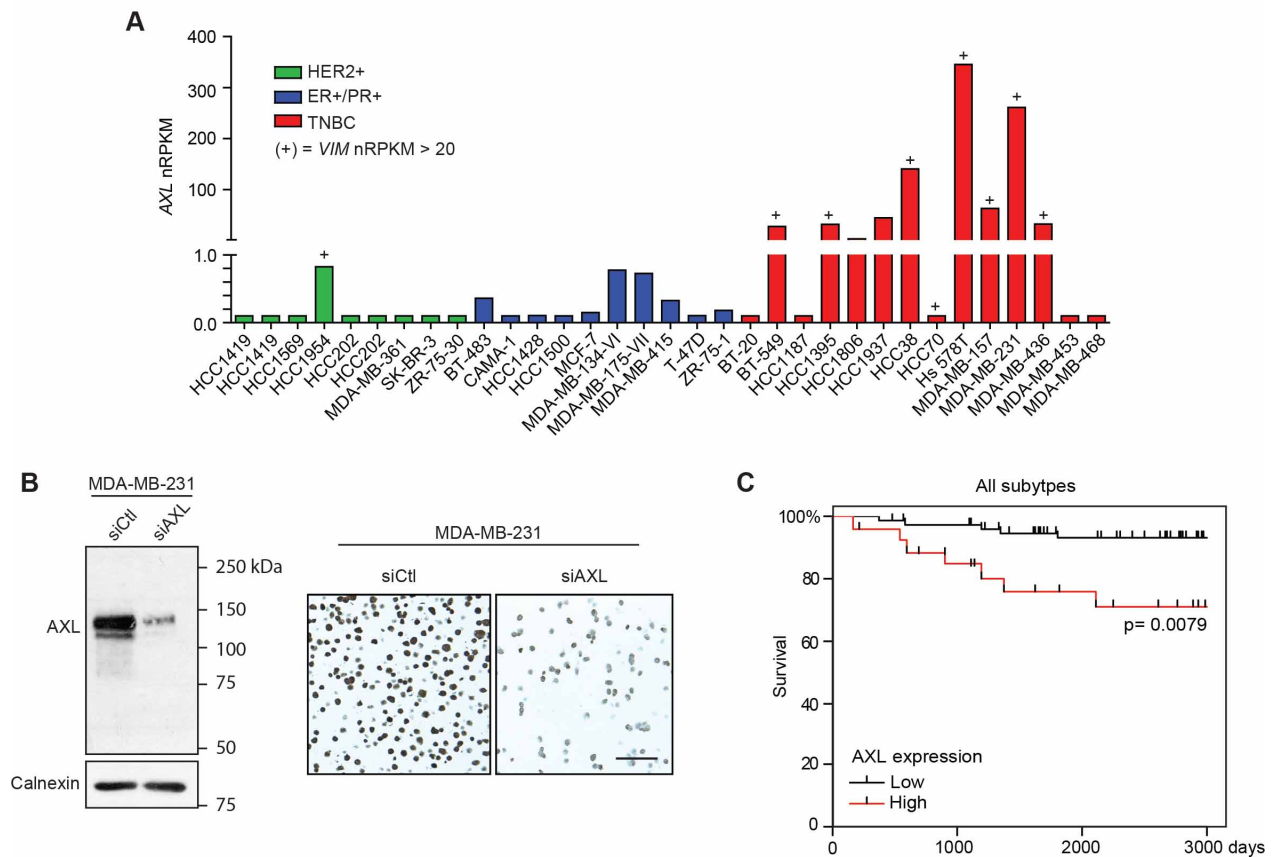 A
400
300
200
100
1.0
0.0
AXL nRPKM
HER2+
ER+/PR+
TNBC
(+) = VIM nRPKM > 20
+
+
+
+
+
+
+
+
+
HCC1419
HCC1419
HCC1569
HCC1954
HCC202
HCC202
MDA-MB-361
SK-BR-3
ZR-75-30
BT-483
CAMA-1
HCC1428
HCC1500
MCF-7
MDA-MB-134-VI
MDA-MB-175-VII
MDA-MB-415
T-47D
ZR-75-1
BT-20
BT-549
HCC1187
HCC1395
HCC1806
HCC1937
HCC38
HCC70
Hs 578T
MDA-MB-157
MDA-MB-231
MDA-MB-436
MDA-MB-453
MDA-MB-468
B
MDA-MB-231
siCtl
siAXL
250 kDa
150
100
75
50
75
AXL
Calnexin
MDA-MB-231
siCtl
siAXL
C
All subytpes
100%
80
60
40
20
0
Survival
p= 0.0079
AXL expression
Low
High
0
1000
2000
3000 days